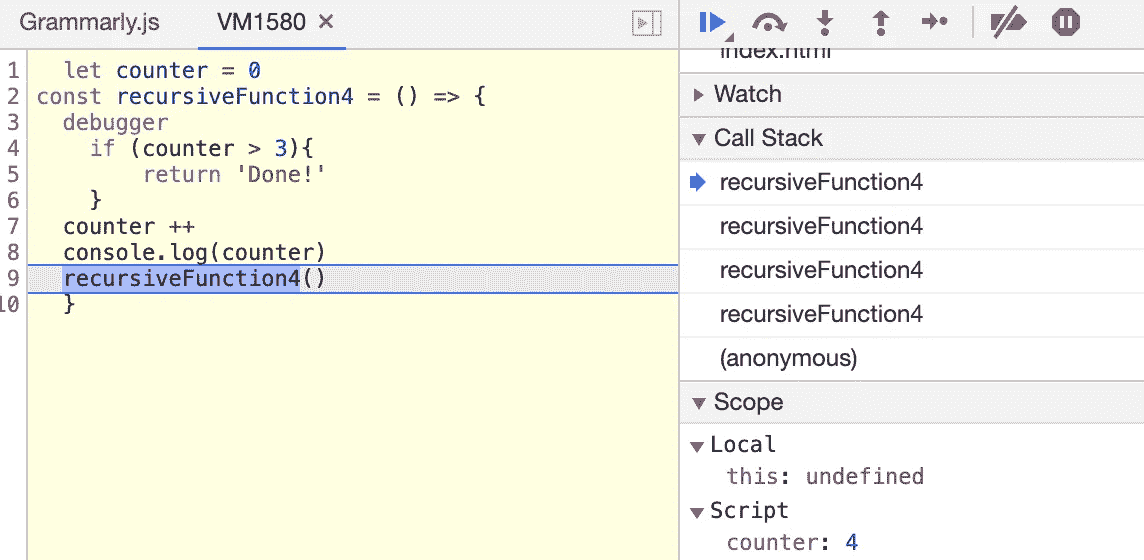 Grammarly.js VM1580 ×
1 let counter = 0
2 const recursiveFunction4 = () => {
3 debugger
4 if (counter > 3){
5 return 'Done!'
6 }
7 counter ++
8 console.log(counter)
9 recursiveFunction4()
10 }
index.html
Watch
Call Stack
recursiveFunction4
recursiveFunction4
recursiveFunction4
recursiveFunction4
(anonymous)
Scope
Local
this: undefined
Script
counter: 4